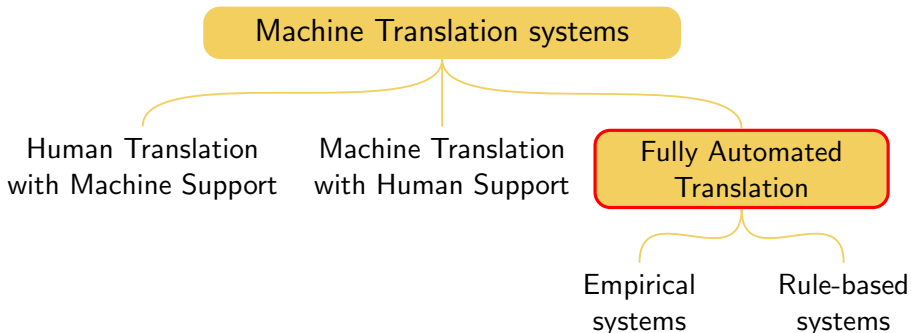 Machine Translation systems
Human Translation
with Machine Support
Machine Translation
with Human Support
Fully Automated
Translation
Empirical
systems
Rule-based
systems